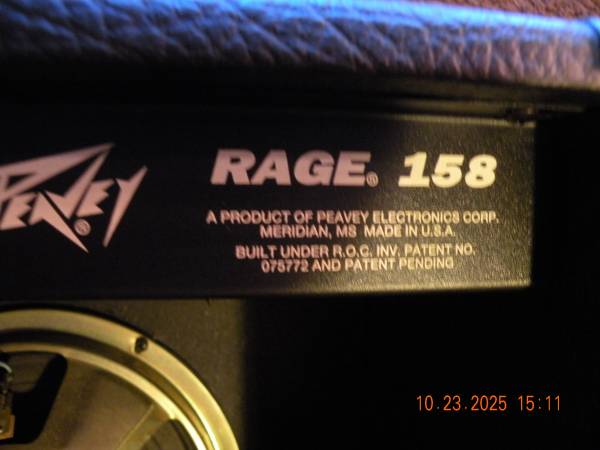 PEAVEY®
RAGE® 158
A PRODUCT OF PEAVEY ELECTRONICS CORP.
MERIDIAN, MS MADE IN U.S.A.
BUILT UNDER R.O.C. INV. PATENT NO.
075772 AND PATENT PENDING
10.23.2025 15:11